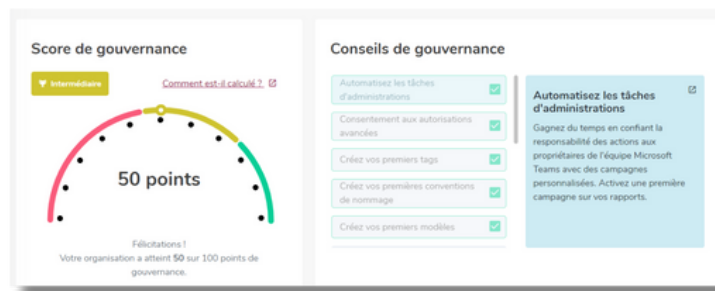 Score de gouvernance
Intermédiaire
Comment est-il calculé ?
50 points
Félicitations !
Votre organisation a atteint 50 sur 100 points de
gouvernance.
Conseils de gouvernance
Automatisez les tâches
d'administrations
Consentement aux autorisations
avancées
Créez vos premiers tags
Créez vos premières conventions
de nommage
Créez vos premiers modèles
Automatisez les tâches
d'administrations
Gagnez du temps en confiant la
responsabilité des actions aux
propriétaires de l'équipe Microsoft
Teams avec des campagnes
personnalisées. Activez une première
campagne sur vos rapports.